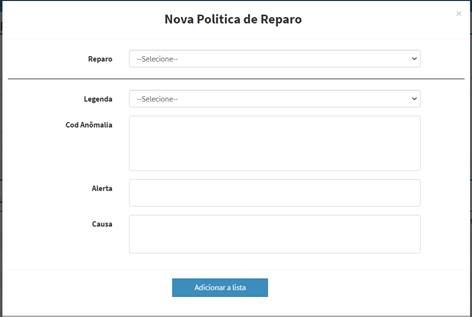 Nova Politica de Reparo
×
Reparo
--Selecione--
Legenda
--Selecione--
Cod Anômalia
Alerta
Causa
Adicionar a lista